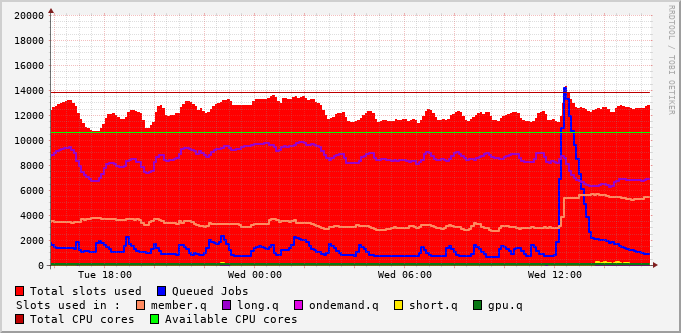 20000
18000
16000
14000
12000
10000
8000
6000
4000
2000
0
Tue 18:00 Wed 00:00 Wed 06:00 Wed 12:00
RRDTOOL / TOBI OETIKER
Total slots used Queued Jobs
Slots used in : member.q long.q ondemand.q short.q gpu.q
Total CPU cores Available CPU cores